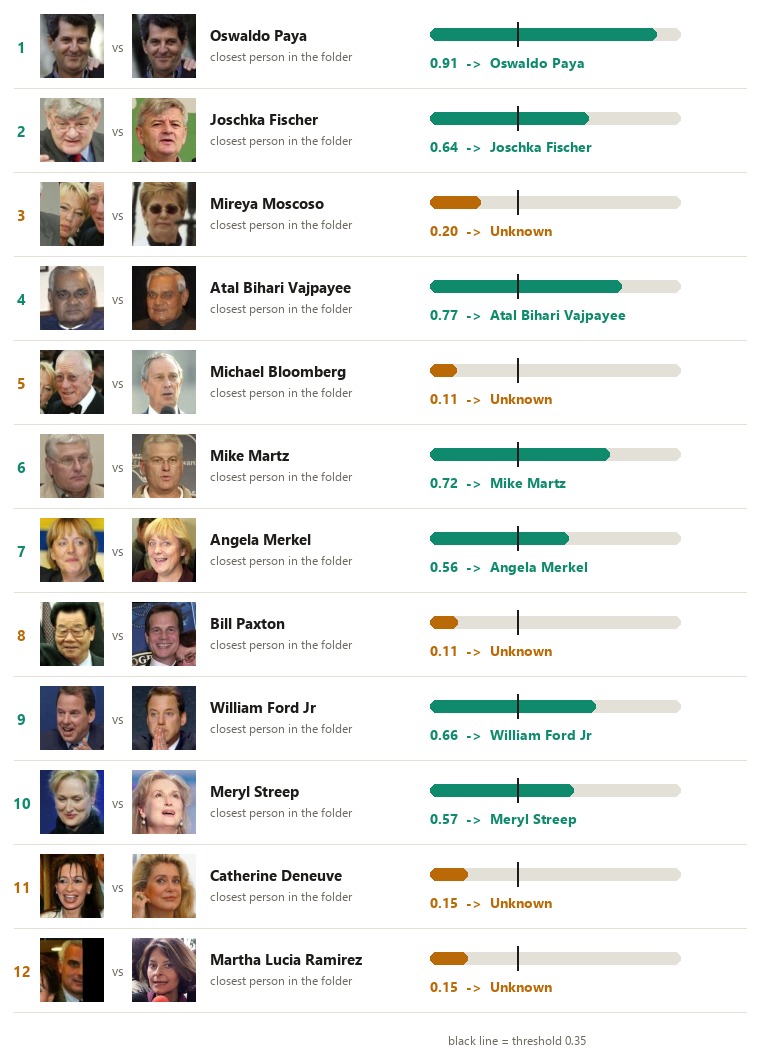 1 vs Oswaldo Paya
closest person in the folder
0.91 -> Oswaldo Paya
2 vs Joschka Fischer
closest person in the folder
0.64 -> Joschka Fischer
3 vs Mireya Moscoso
closest person in the folder
0.20 -> Unknown
4 vs Atal Bihari Vajpayee
closest person in the folder
0.77 -> Atal Bihari Vajpayee
5 vs Michael Bloomberg
closest person in the folder
0.11 -> Unknown
6 vs Mike Martz
closest person in the folder
0.72 -> Mike Martz
7 vs Angela Merkel
closest person in the folder
0.56 -> Angela Merkel
8 vs Bill Paxton
closest person in the folder
0.11 -> Unknown
9 vs William Ford Jr
closest person in the folder
0.66 -> William Ford Jr
10 vs Meryl Streep
closest person in the folder
0.57 -> Meryl Streep
11 vs Catherine Deneuve
closest person in the folder
0.15 -> Unknown
12 vs Martha Lucia Ramirez
closest person in the folder
0.15 -> Unknown
black line = threshold 0.35